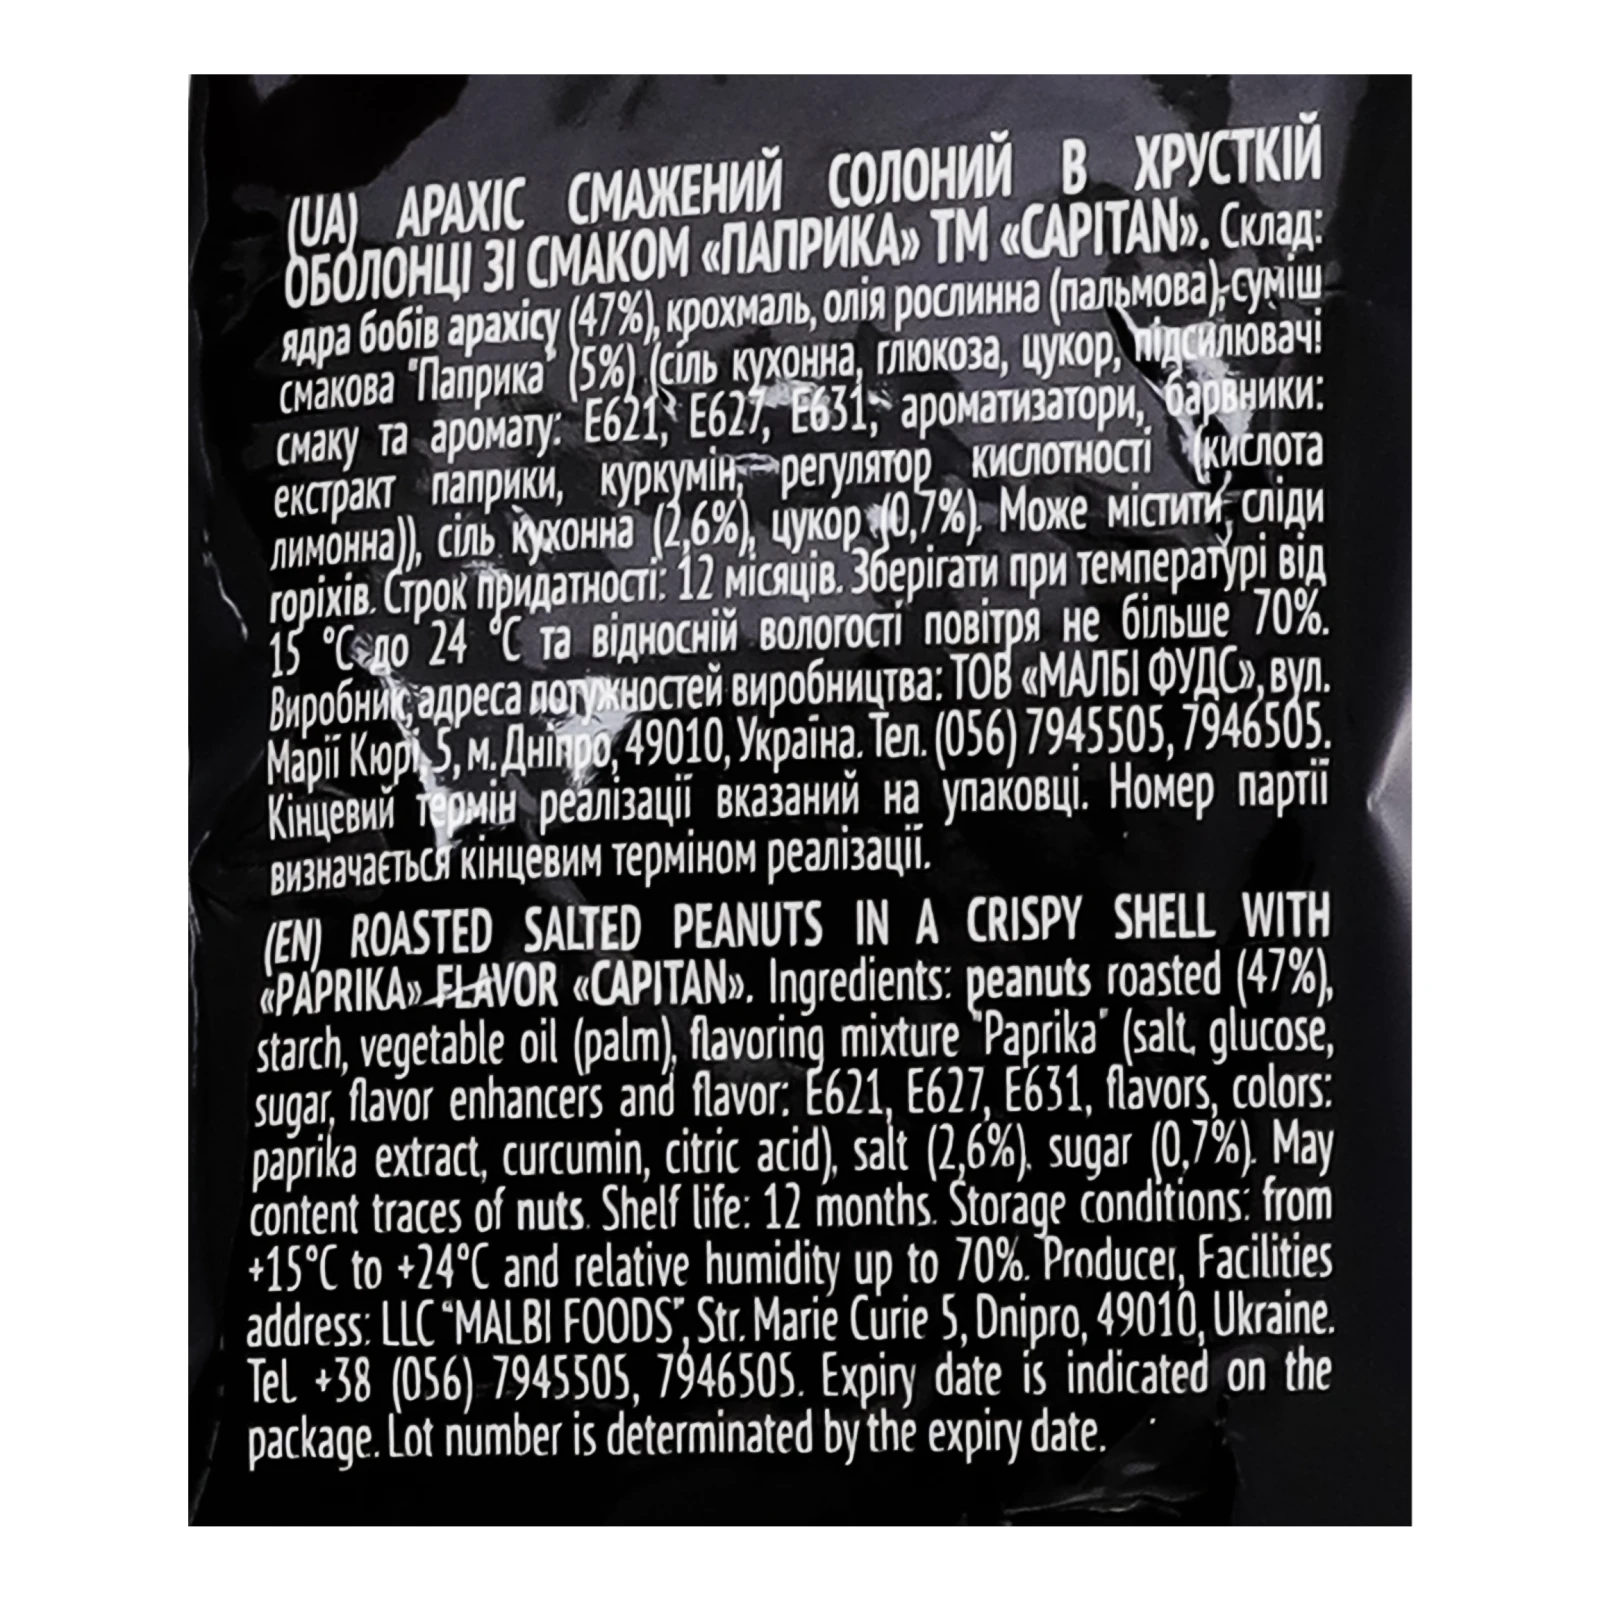 (UA) АРАХІС СМАЖЕНИЙ СОЛОНИЙ В ХРУСТКІЙ
ОБОЛОНЦІ ЗІ СМАКОМ «ПАПРИКА» ТМ «CAPITAN». Склад:
ядра бобів арахісу (47%), крохмаль, олія рослинна (пальмова), суміш
смакова "Паприка" (5%) (сіль кухонна, глюкоза, цукор, підсилювачі
смаку та аромату: Е621, Е627, Е631, ароматизатори, барвники:
екстракт паприки, куркумін, регулятор кислотності (кислота
лимонна)), сіль кухонна (2,6%), цукор (0,7%). Може містити сліди
горіхів. Строк придатності: 12 місяців. Зберігати при температурі від
15 °С до 24 °С та відносній вологості повітря не більше 70%.
Виробник, адреса потужностей виробництва: ТОВ «МАЛБІ ФУДС», вул.
Марії Кюрі, 5, м. Дніпро, 49010, Україна. Тел. (056) 7945505, 7946505.
Кінцевий термін реалізації вказаний на упаковці. Номер партії
визначається кінцевим терміном реалізації.
(EN) ROASTED SALTED PEANUTS IN A CRISPY SHELL WITH
«PAPRIKA» FLAVOR «CAPITAN». Ingredients: peanuts roasted (47%),
starch, vegetable oil (palm), flavoring mixture "Paprika" (salt, glucose,
sugar, flavor enhancers and flavor: E621, E627, E631, flavors, colors:
paprika extract, curcumin, citric acid), salt (2,6%), sugar (0,7%). May
content traces of nuts. Shelf life: 12 months. Storage conditions: from
+15°C to +24°C and relative humidity up to 70%. Producer, Facilities
address: LLC "MALBI FOODS", Str. Marie Curie 5, Dnipro, 49010, Ukraine.
Tel. +38 (056) 7945505, 7946505. Expiry date is indicated on the
package. Lot number is determinated by the expiry date.